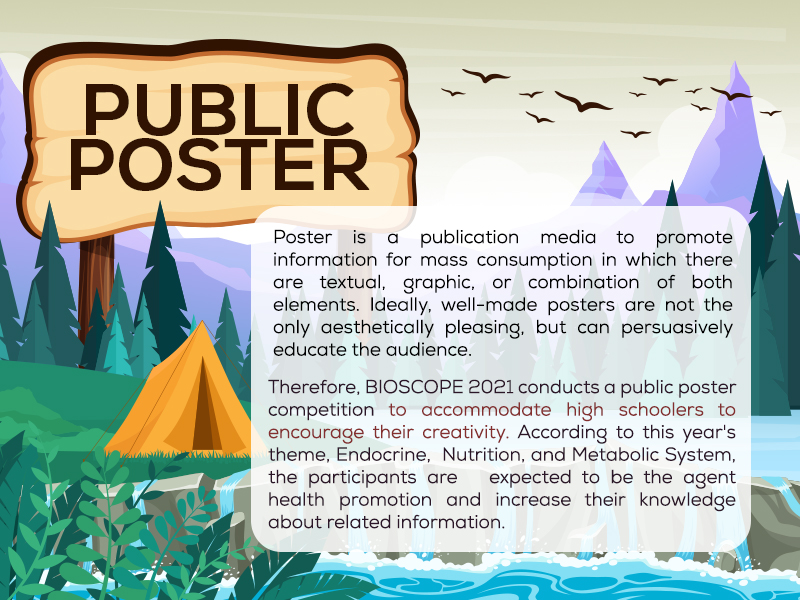 PUBLIC
POSTER
Poster is a publication media to promote
information for mass consumption in which there
are textual, graphic, or combination of both
elements. Ideally, well-made posters are not the
only aesthetically pleasing, but can persuasively
educate the audience.
Therefore, BIOSCOPE 2021 conducts a public poster
competition to accommodate high schoolers to
encourage their creativity. According to this year's
theme, Endocrine, Nutrition, and Metabolic System,
the participants are expected to be the agent
health promotion and increase their knowledge
about related information.